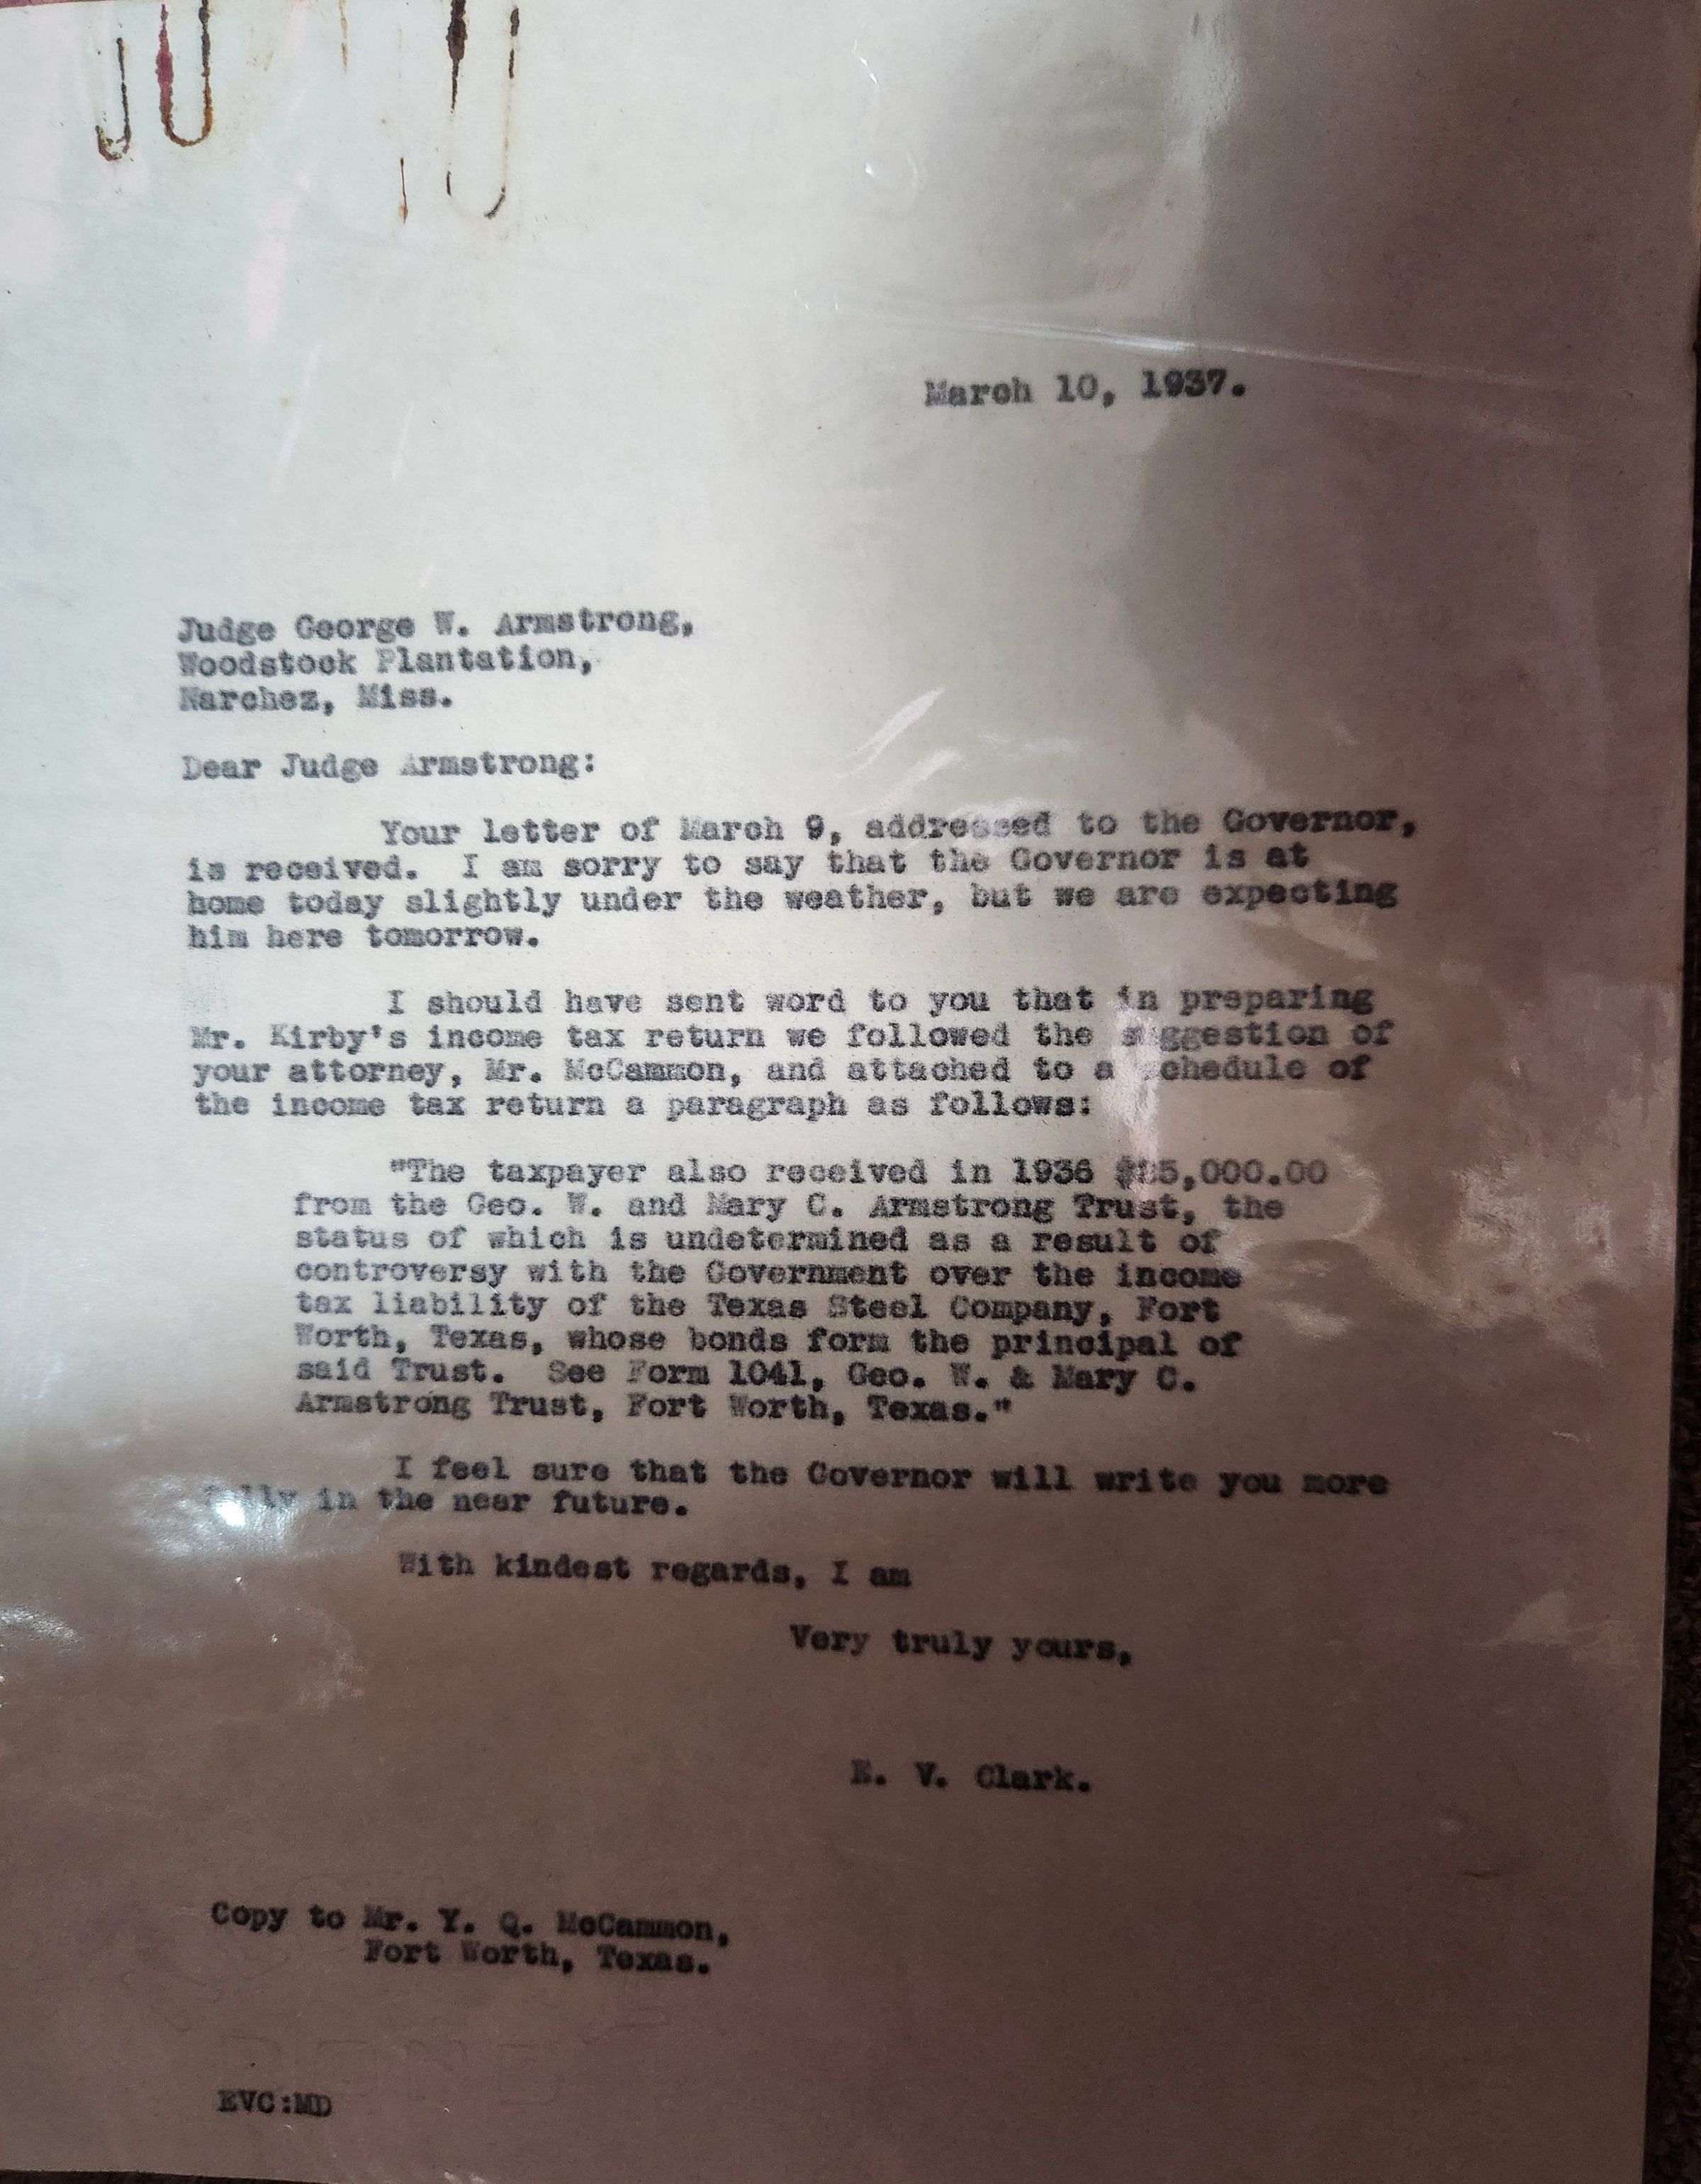 March 10, 1937.
Judge George W. Armstrong,
Woodstock Plantation,
Narchez, Miss.
Dear Judge Armstrong:
Your letter of March 9, addressed to the Governor,
is received. I am sorry to say that the Governor is at
home today slightly under the weather, but we are expecting
him here tomorrow.
I should have sent word to you that in preparing
Mr. Kirby's income tax return we followed the suggestion of
your attorney, Mr. McCammon, and attached to a schedule of
the income tax return a paragraph as follows:
"The taxpayer also received in 1936
from the Geo. W. and Mary C. Armstrong Trust, the
status of which is undetermined as a result of
controversy with the Government over the income
tax liability of the Texas Steel Company, Fort
Worth, Texas, whose bonds form the principal of
said Trust. See Form 1041, Geo. W. & Mary C.
Armstrong Trust, Fort Worth, Texas."
I feel sure that the Governor will write you more
fully in the near future.
With kindest regards, I am
Very truly yours,
E. V. Clark.
Copy to Mr. Y. Q. McCammon,
Fort Worth, Texas.
EVC:MD